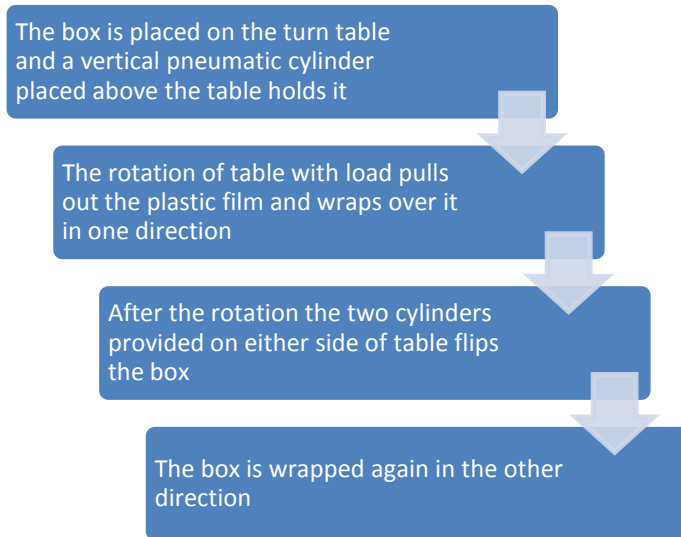 The box is placed on the turn table
and a vertical pneumatic cylinder
placed above the table holds it
The rotation of table with load pulls
out the plastic film and wraps over it
in one direction
After the rotation the two cylinders
provided on either side of table flips
the box
The box is wrapped again in the other
direction